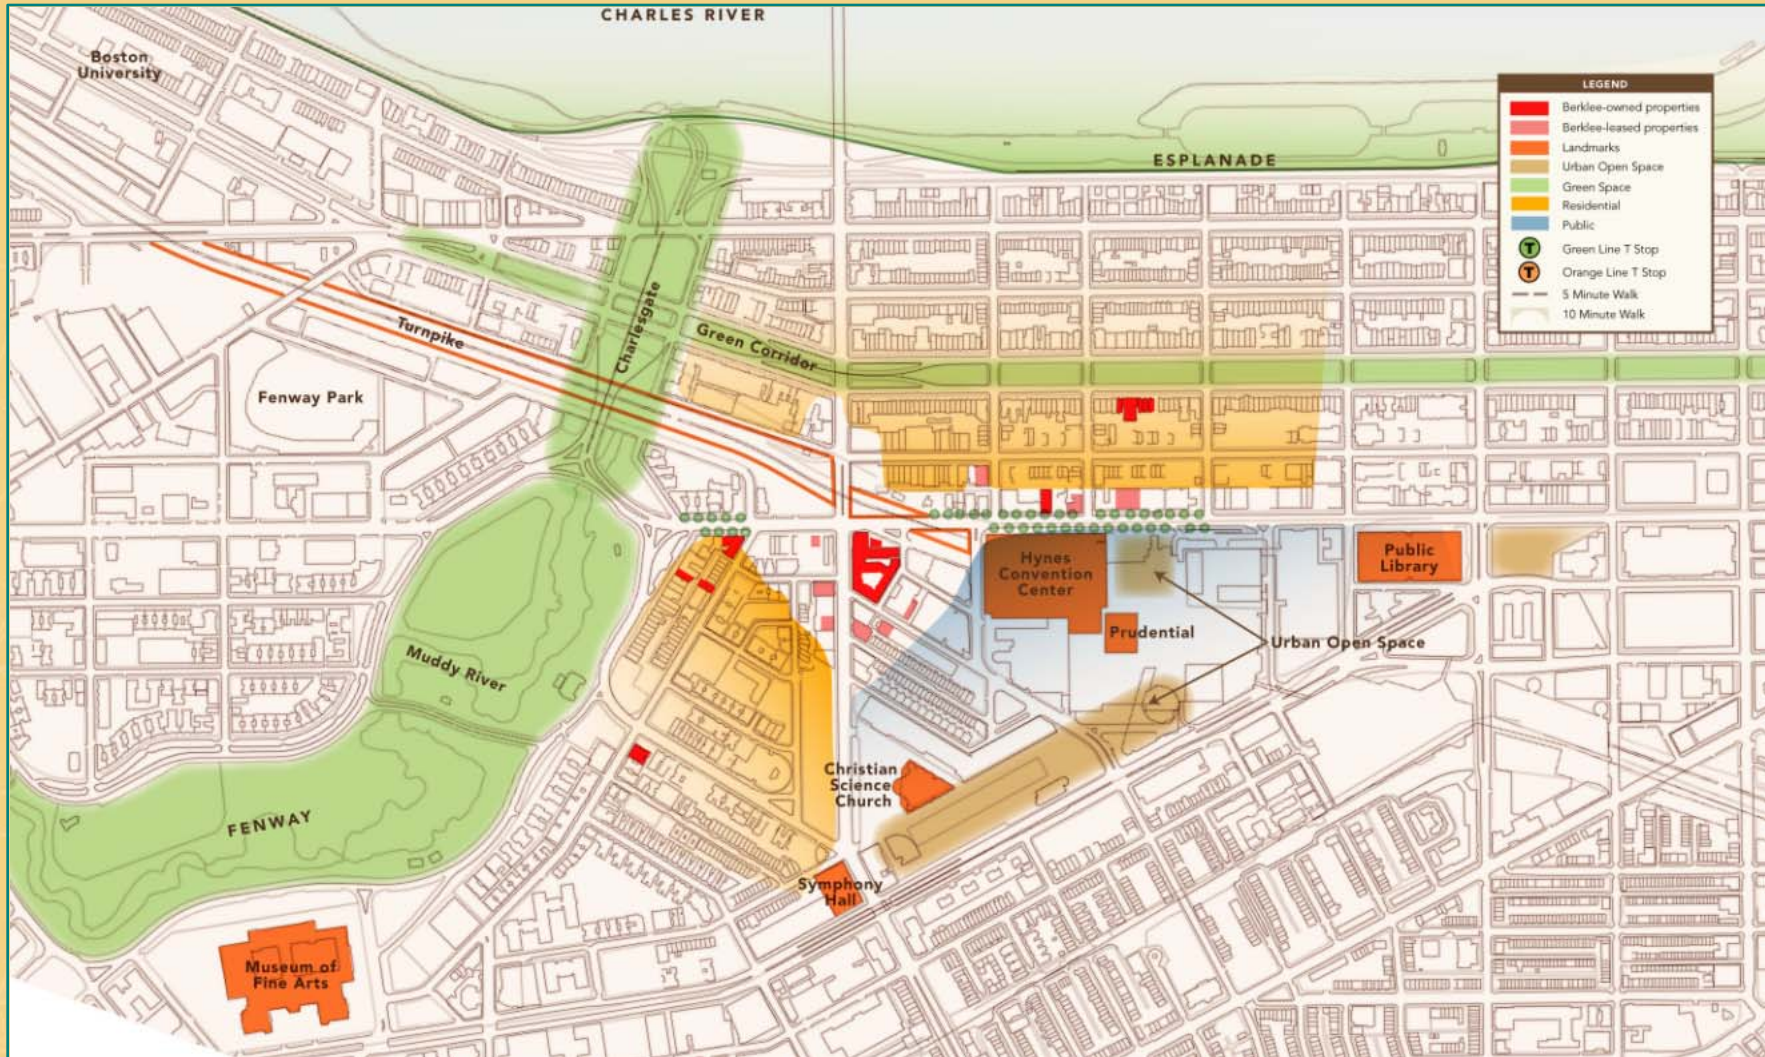 CHARLES RIVER
Boston
University
LEGEND
Berklee-owned properties
Berklee-leased properties
Landmarks
Urban Open Space
Green Space
Residential
Public
T Green Line T Stop
T Orange Line T Stop
5 Minute Walk
10 Minute Walk
ESPLANADE
Charlesgate
Turnpike
Green Corridor
Fenway Park
Hynes
Convention
Center
Public
Library
Prudential
Urban Open Space
Muddy River
Christian
Science
Church
FENWAY
Symphony
Hall
Museum of
Fine Arts